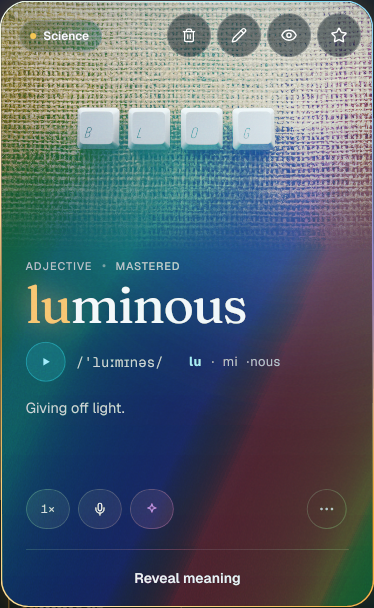 Science
B L O G
ADJECTIVE • MASTERED
luminous
/ˈluːmɪnəs/ lu · mi ·nous
Giving off light.
1×
Reveal meaning